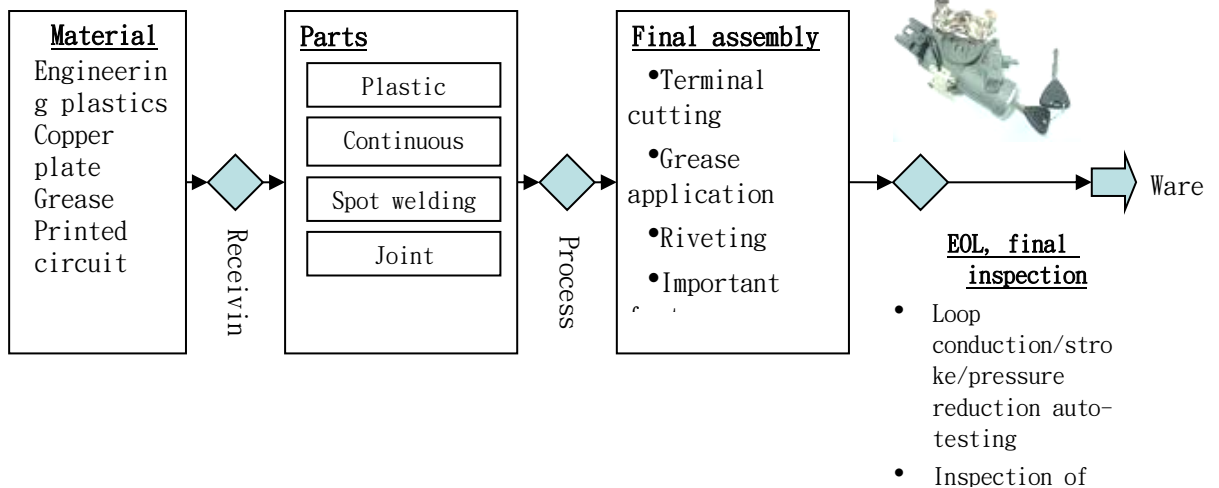 Material
Engineerin
g plastics
Copper
plate
Grease
Printed
circuit
Receivin
Parts
Plastic
Continuous
Spot welding
Joint
Process
Final assembly
•Terminal
cutting
•Grease
application
•Riveting
•Important
EOL, final
inspection
• Loop
conduction/stro
ke/pressure
reduction auto-
testing
• Inspection of
Ware